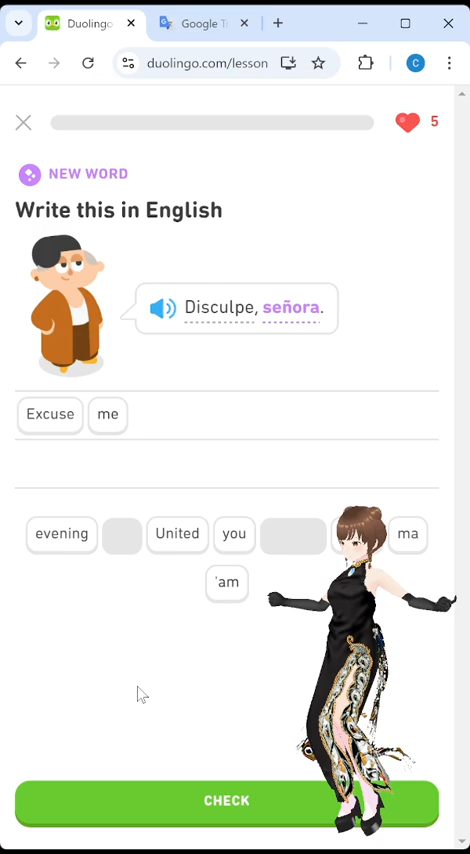 Duolingo
Google T
duolingo.com/lesson
C
5
NEW WORD
Write this in English
Disculpe, señora.
Excuse me
evening United you ma
'am
CHECK